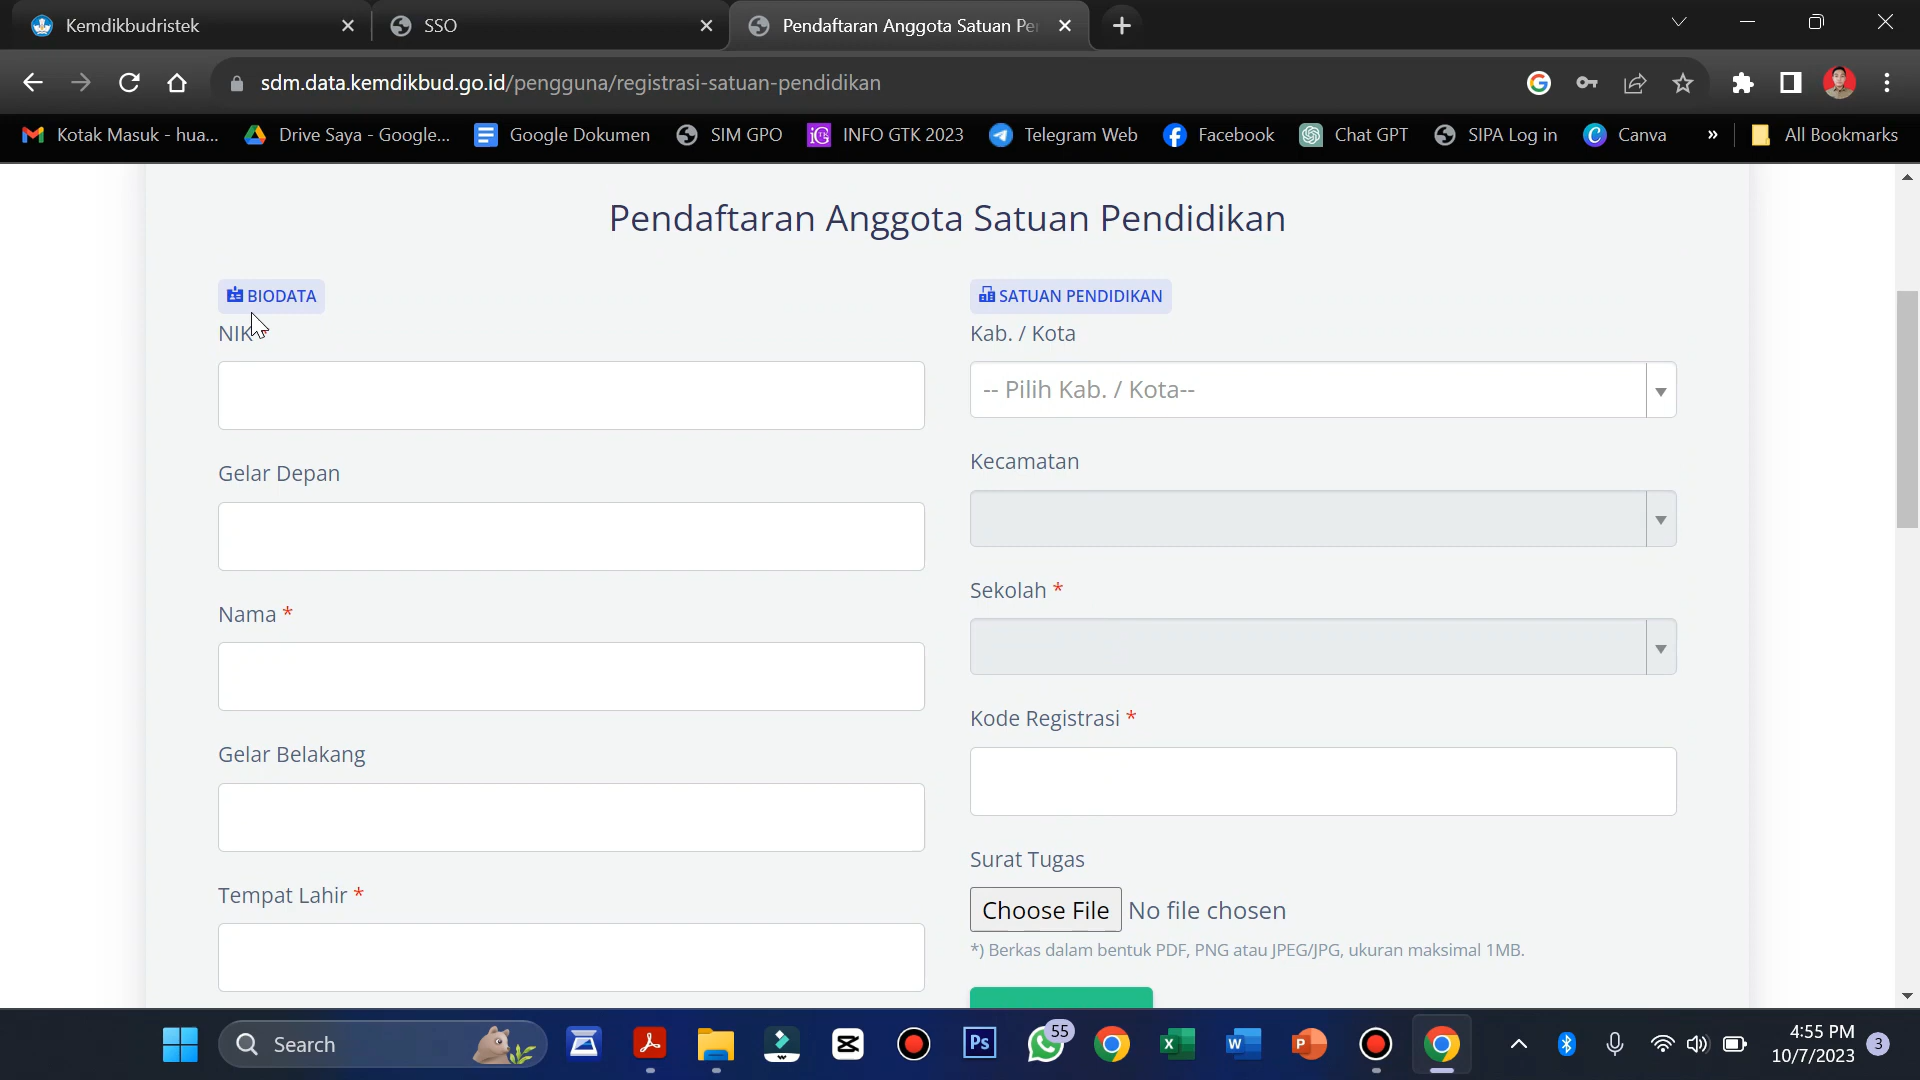 Kemdikbudristek
SSO
Pendaftaran Anggota Satuan Pe
sdm.data.kemdikbud.go.id/pengguna/registrasi-satuan-pendidikan
Kotak Masuk - hua...
Drive Saya - Google...
Google Dokumen
SIM GPO
INFO GTK 2023
Telegram Web
Facebook
Chat GPT
SIPA Log in
Canva
»
All Bookmarks
Pendaftaran Anggota Satuan Pendidikan
BIODATA
NIK
Gelar Depan
Nama *
Gelar Belakang
Tempat Lahir *
SATUAN PENDIDIKAN
Kab. / Kota
-- Pilih Kab. / Kota--
Kecamatan
Sekolah *
Kode Registrasi *
Surat Tugas
Choose File No file chosen
*) Berkas dalam bentuk PDF, PNG atau JPEG/JPG, ukuran maksimal 1MB.
Search
Ps
55
4:55 PM
10/7/2023
3